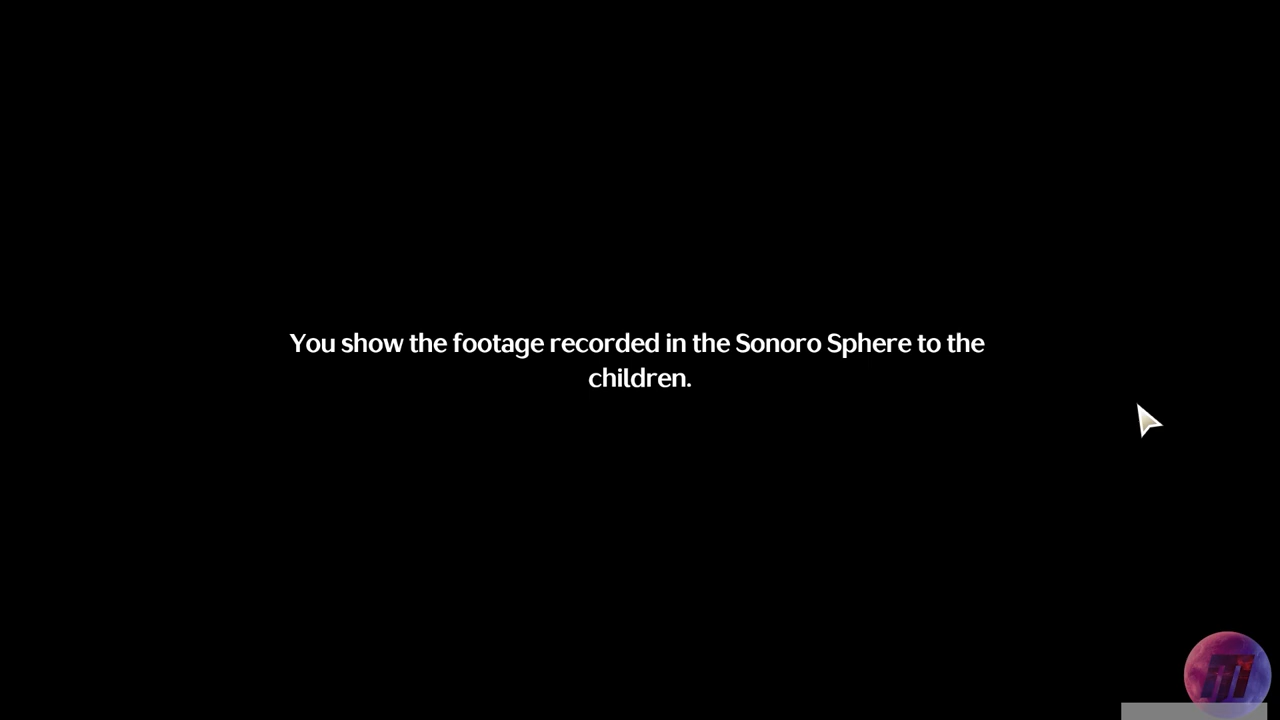 You show the footage recorded in the Sonoro Sphere to the
children.